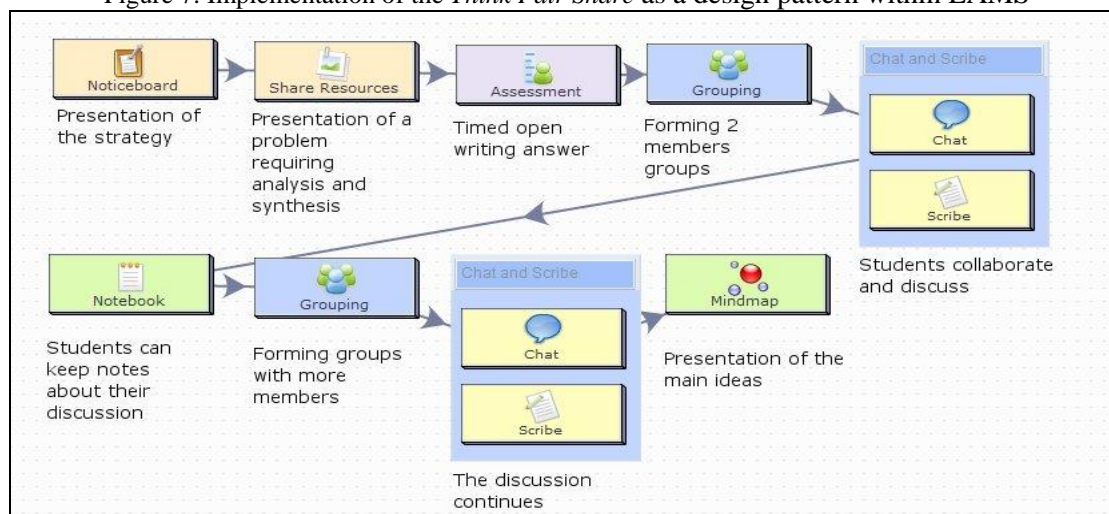 Figure 7. Implementation of the Think Pair Share as a design pattern within LAMS
Noticeboard
Presentation of
the strategy
Share Resources
Presentation of a
problem
requiring
analysis and
synthesis
Assessment
Timed open
writing answer
Grouping
Forming 2
members
groups
Chat and Scribe
Chat
Scribe
Students collaborate
and discuss
Notebook
Students can
keep notes
about their
discussion
Grouping
Forming groups
with more
members
Chat and Scribe
Chat
Scribe
The discussion
continues
Mindmap
Presentation of the
main ideas